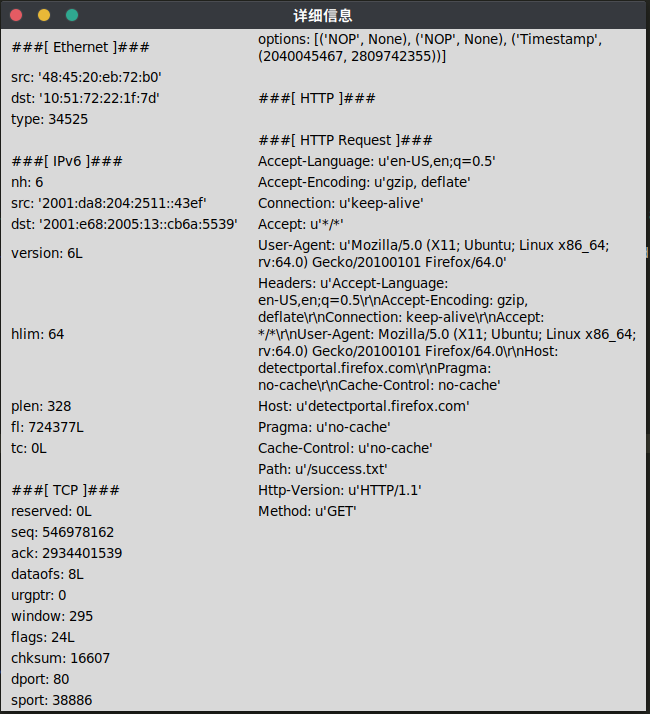 详细信息
###[ Ethernet ]###
src: '48:45:20:eb:72:b0'
dst: '10:51:72:22:1f:7d'
type: 34525
###[ IPv6 ]###
nh: 6
src: '2001:da8:204:2511::43ef'
dst: '2001:e68:2005:13::cb6a:5539'
version: 6L
hlim: 64
plen: 328
fl: 724377L
tc: 0L
###[ TCP ]###
reserved: 0L
seq: 546978162
ack: 2934401539
dataofs: 8L
urgptr: 0
window: 295
flags: 24L
chksum: 16607
dport: 80
sport: 38886
options: [('NOP', None), ('NOP', None), ('Timestamp',
(2040045467, 2809742355))]
###[ HTTP ]###
###[ HTTP Request ]###
Accept-Language: u'en-US,en;q=0.5'
Accept-Encoding: u'gzip, deflate'
Connection: u'keep-alive'
Accept: u'*/*'
User-Agent: u'Mozilla/5.0 (X11; Ubuntu; Linux x86_64;
rv:64.0) Gecko/20100101 Firefox/64.0'
Headers: u'Accept-Language:
en-US,en;q=0.5\r\nAccept-Encoding: gzip,
deflate\r\nConnection: keep-alive\r\nAccept:
*/*\r\nUser-Agent: Mozilla/5.0 (X11; Ubuntu; Linux x86_64;
rv:64.0) Gecko/20100101 Firefox/64.0\r\nHost:
detectportal.firefox.com\r\nPragma:
no-cache\r\nCache-Control: no-cache'
Host: u'detectportal.firefox.com'
Pragma: u'no-cache'
Cache-Control: u'no-cache'
Path: u'/success.txt'
Http-Version: u'HTTP/1.1'
Method: u'GET'